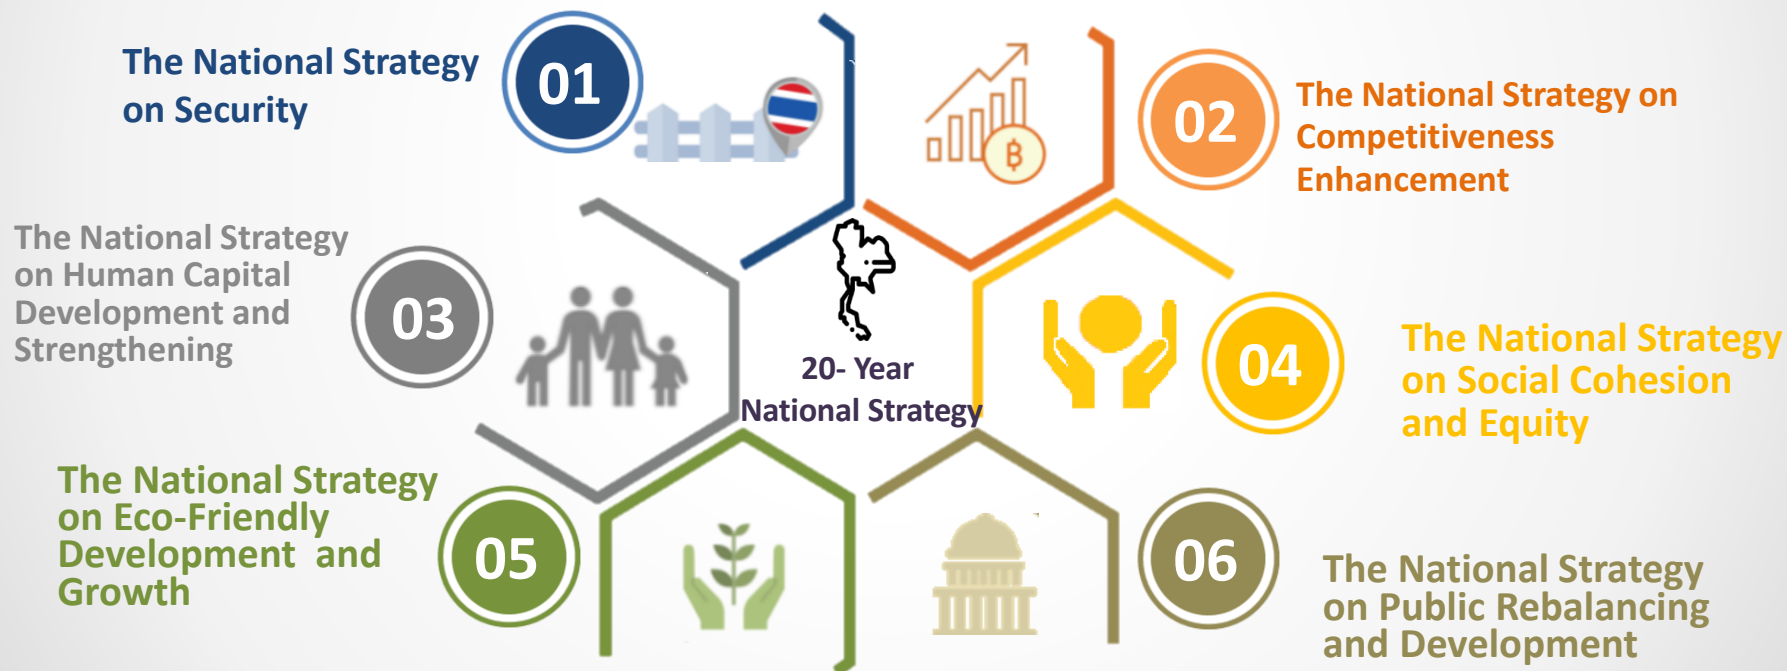 The National Strategy
on Security
01
02
The National Strategy on
Competitiveness
Enhancement
฿
The National Strategy
on Human Capital
Development and
Strengthening
03
20- Year
National Strategy
04
The National Strategy
on Social Cohesion
and Equity
The National Strategy
on Eco-Friendly
Development  and
Growth
05
06
The National Strategy
on Public Rebalancing
and Development